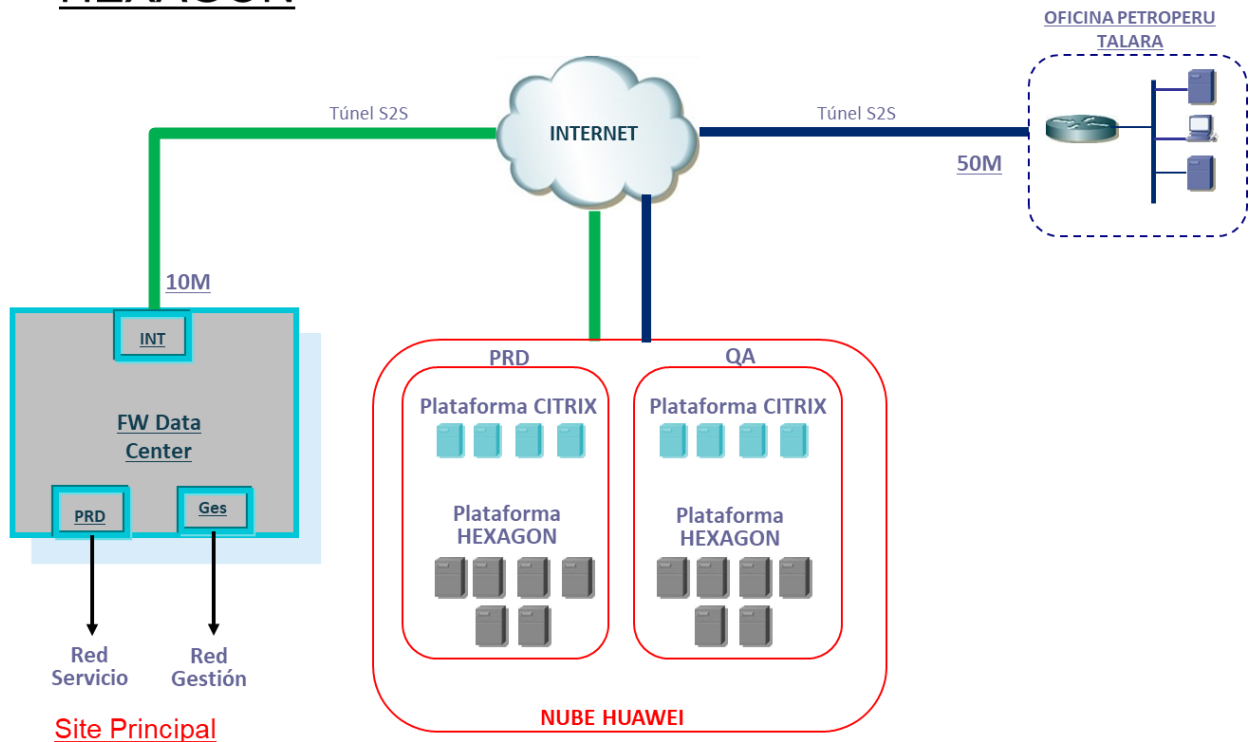 HEXAGON
OFICINA PETROPERU
TALARA
Túnel S2S
INTERNET
Túnel S2S
50M
10M
INT
FW Data
Center
PRD
Ges
Red
Servicio
Red
Gestión
Site Principal
PRD
QA
Plataforma CITRIX
Plataforma CITRIX
Plataforma
HEXAGON
Plataforma
HEXAGON
NUBE HUAWEI